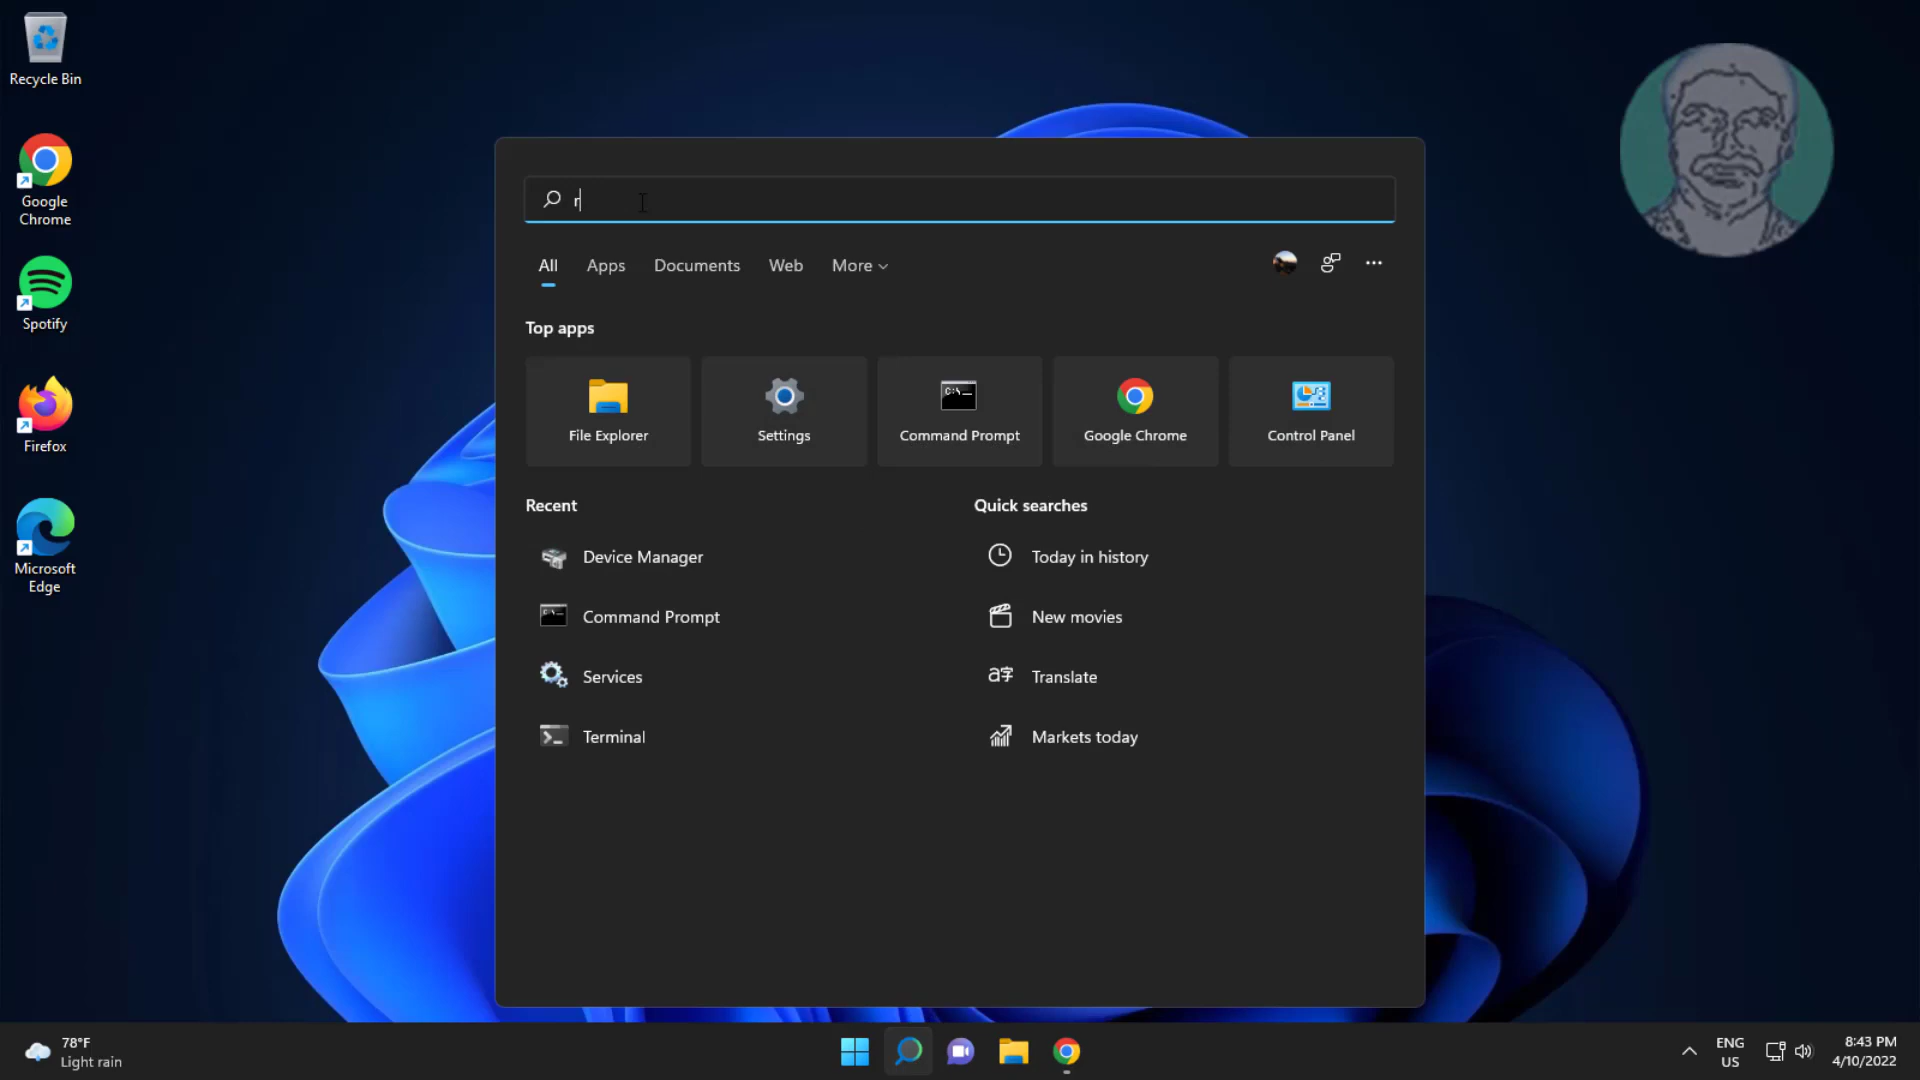 Recycle Bin
Google
Chrome
Spotify
Firefox
Microsoft
Edge
r
All Apps Documents Web More
Top apps
File Explorer Settings Command Prompt Google Chrome Control Panel
Recent
Device Manager
Command Prompt
Services
Terminal
Quick searches
Today in history
New movies
Translate
Markets today
78°F
Light rain
ENG
US
8:43 PM
4/10/2022